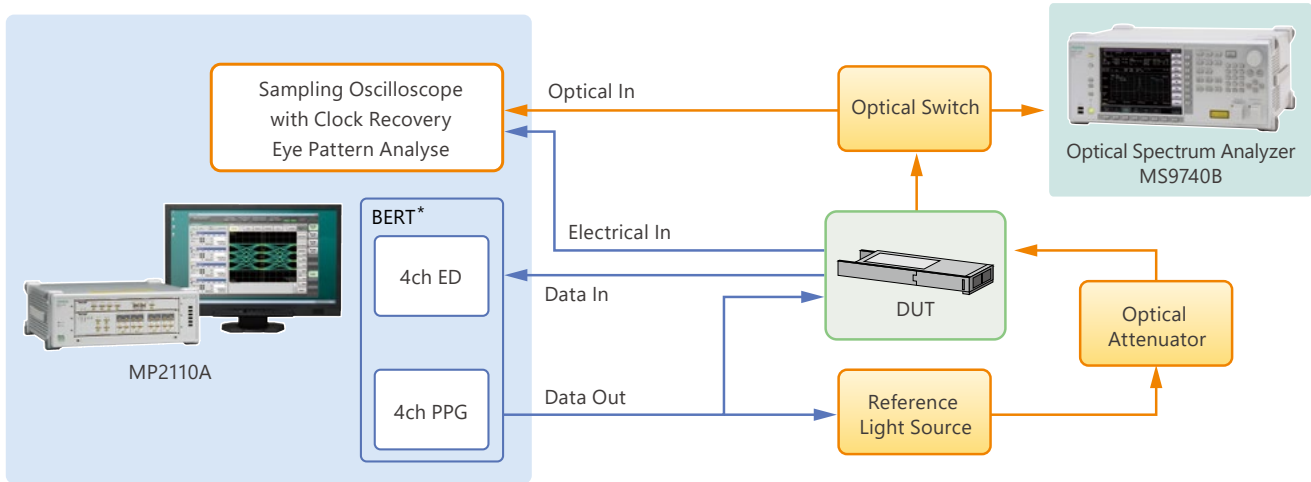 Sampling Oscilloscope
with Clock Recovery
Eye Pattern Analyse
Optical In
Optical Switch
Optical Spectrum Analyzer
MS9740B
BERT*
4ch ED
Electrical In
Data In
DUT
Optical
Attenuator
MP2110A
4ch PPG
Data Out
Reference
Light Source